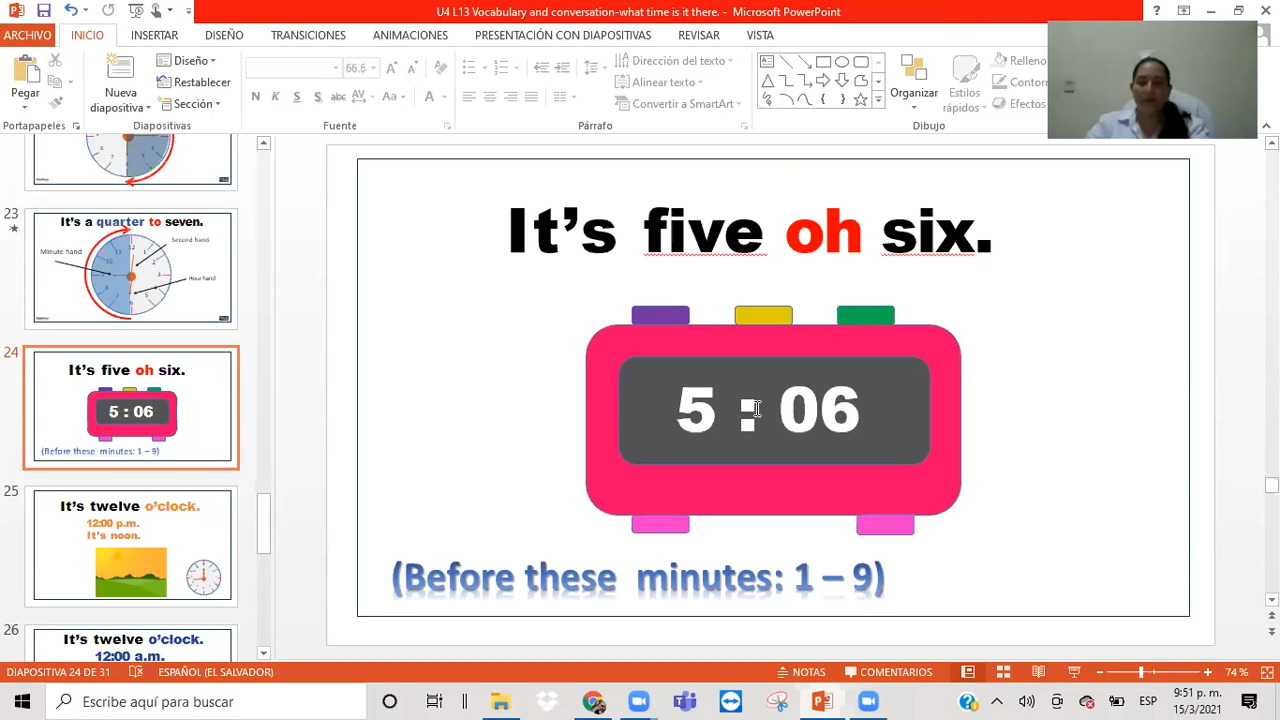 U4 L13 Vocabulary and conversation-what time is it there. - Microsoft PowerPoint
ARCHIVO INICIO INSERTAR DISEÑO TRANSICIONES ANIMACIONES PRESENTACIÓN CON DIAPOSITIVAS REVISAR VISTA
Pegar
Nueva diapositiva
Diseño
Restablecer
Sección
66.6
N K S S abc AV Aa A
Dirección del texto
Alinear texto
Convertir a SmartArt
Organizar
Estilos rápidos
Relleno
Contorno
Efectos
Portapapeles Diapositivas Fuente Párrafo Dibujo
23
It's a quarter to seven.
Minute hand
Second hand
Hour hand
24
It's five oh six.
5 : 06
(Before these minutes: 1 – 9)
25
It's twelve o'clock.
12:00 p.m.
It's noon.
26
It's twelve o'clock.
12:00 a.m.
It's five oh six.
5 : 06
(Before these minutes: 1 – 9)
DIAPOSITIVA 24 DE 31 ESPAÑOL (EL SALVADOR) NOTAS COMENTARIOS 74 %
Escribe aquí para buscar
ESP
9:51 p. m.
15/3/2021